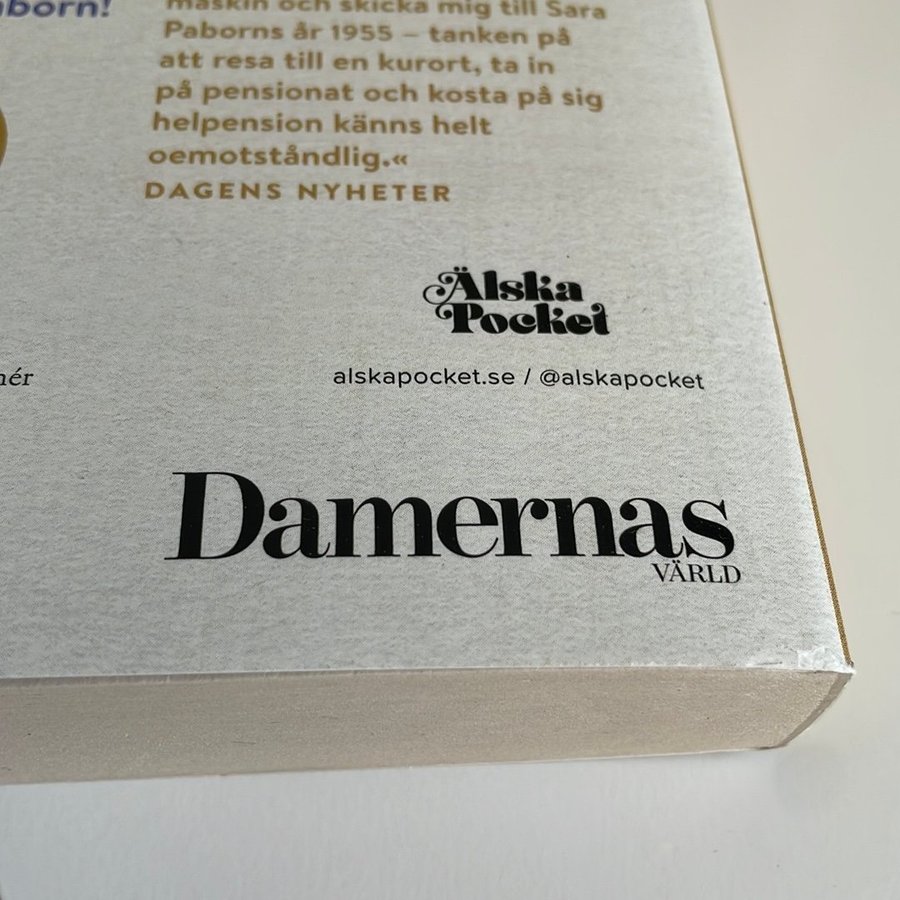 maskin och skicka mig till Sara
Paborns år 1955 – tanken på
att resa till en kurort, ta in
på pensionat och kosta på sig
helpension känns helt
oemotståndlig.«
DAGENS NYHETER
Älska
Pocket
alskapocket.se / @alskapocket
Damernas
VÄRLD